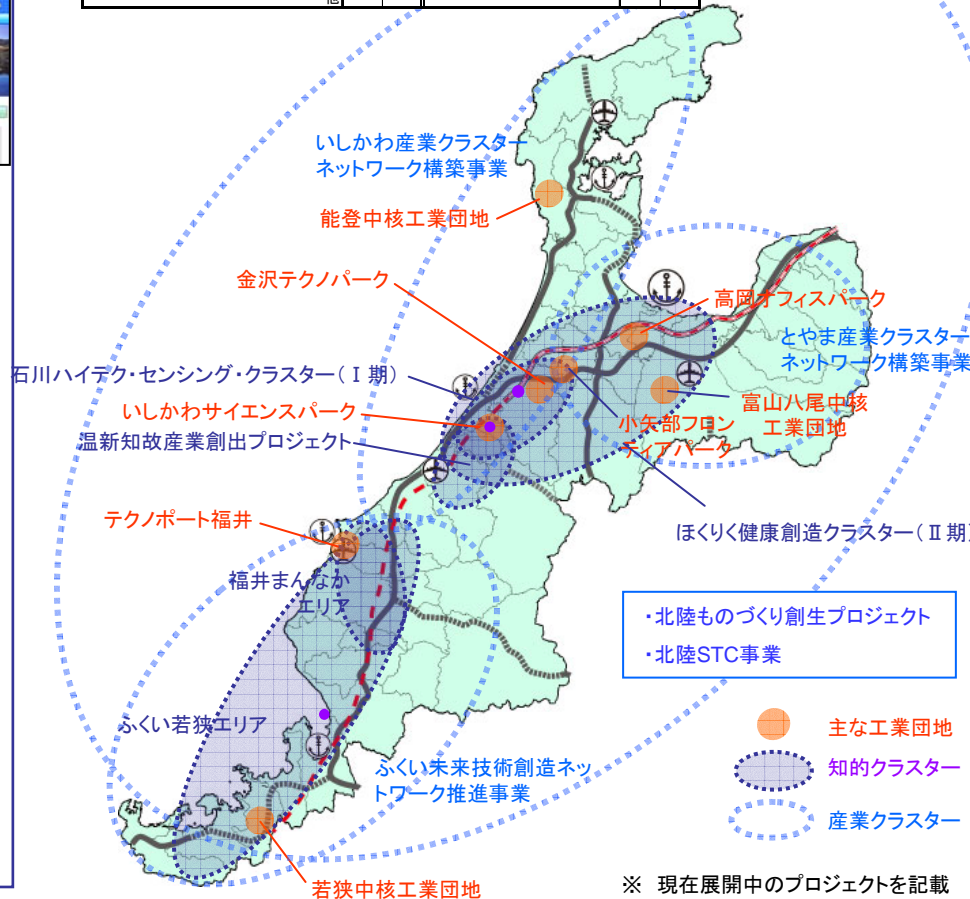 他
いしかわ産業クラスター
ネットワーク構築事業
能登中核工業団地
金沢テクノパーク
高岡オフィスパーク
とやま産業クラスター
ネットワーク構築事業
石川ハイテク・センシング・クラスター(Ⅰ期)
いしかわサイエンスパーク
温新知故産業創出プロジェクト
小矢部フロン
ティアパーク
富山八尾中核
工業団地
テクノポート福井
ほくりく健康創造クラスター(Ⅱ期)
福井まんなか
エリア
・北陸ものづくり創生プロジェクト
・北陸STC事業
ふくい若狭エリア
主な工業団地
知的クラスター
ふくい未来技術創造ネッ
トワーク推進事業
産業クラスター
若狭中核工業団地
※ 現在展開中のプロジェクトを記載